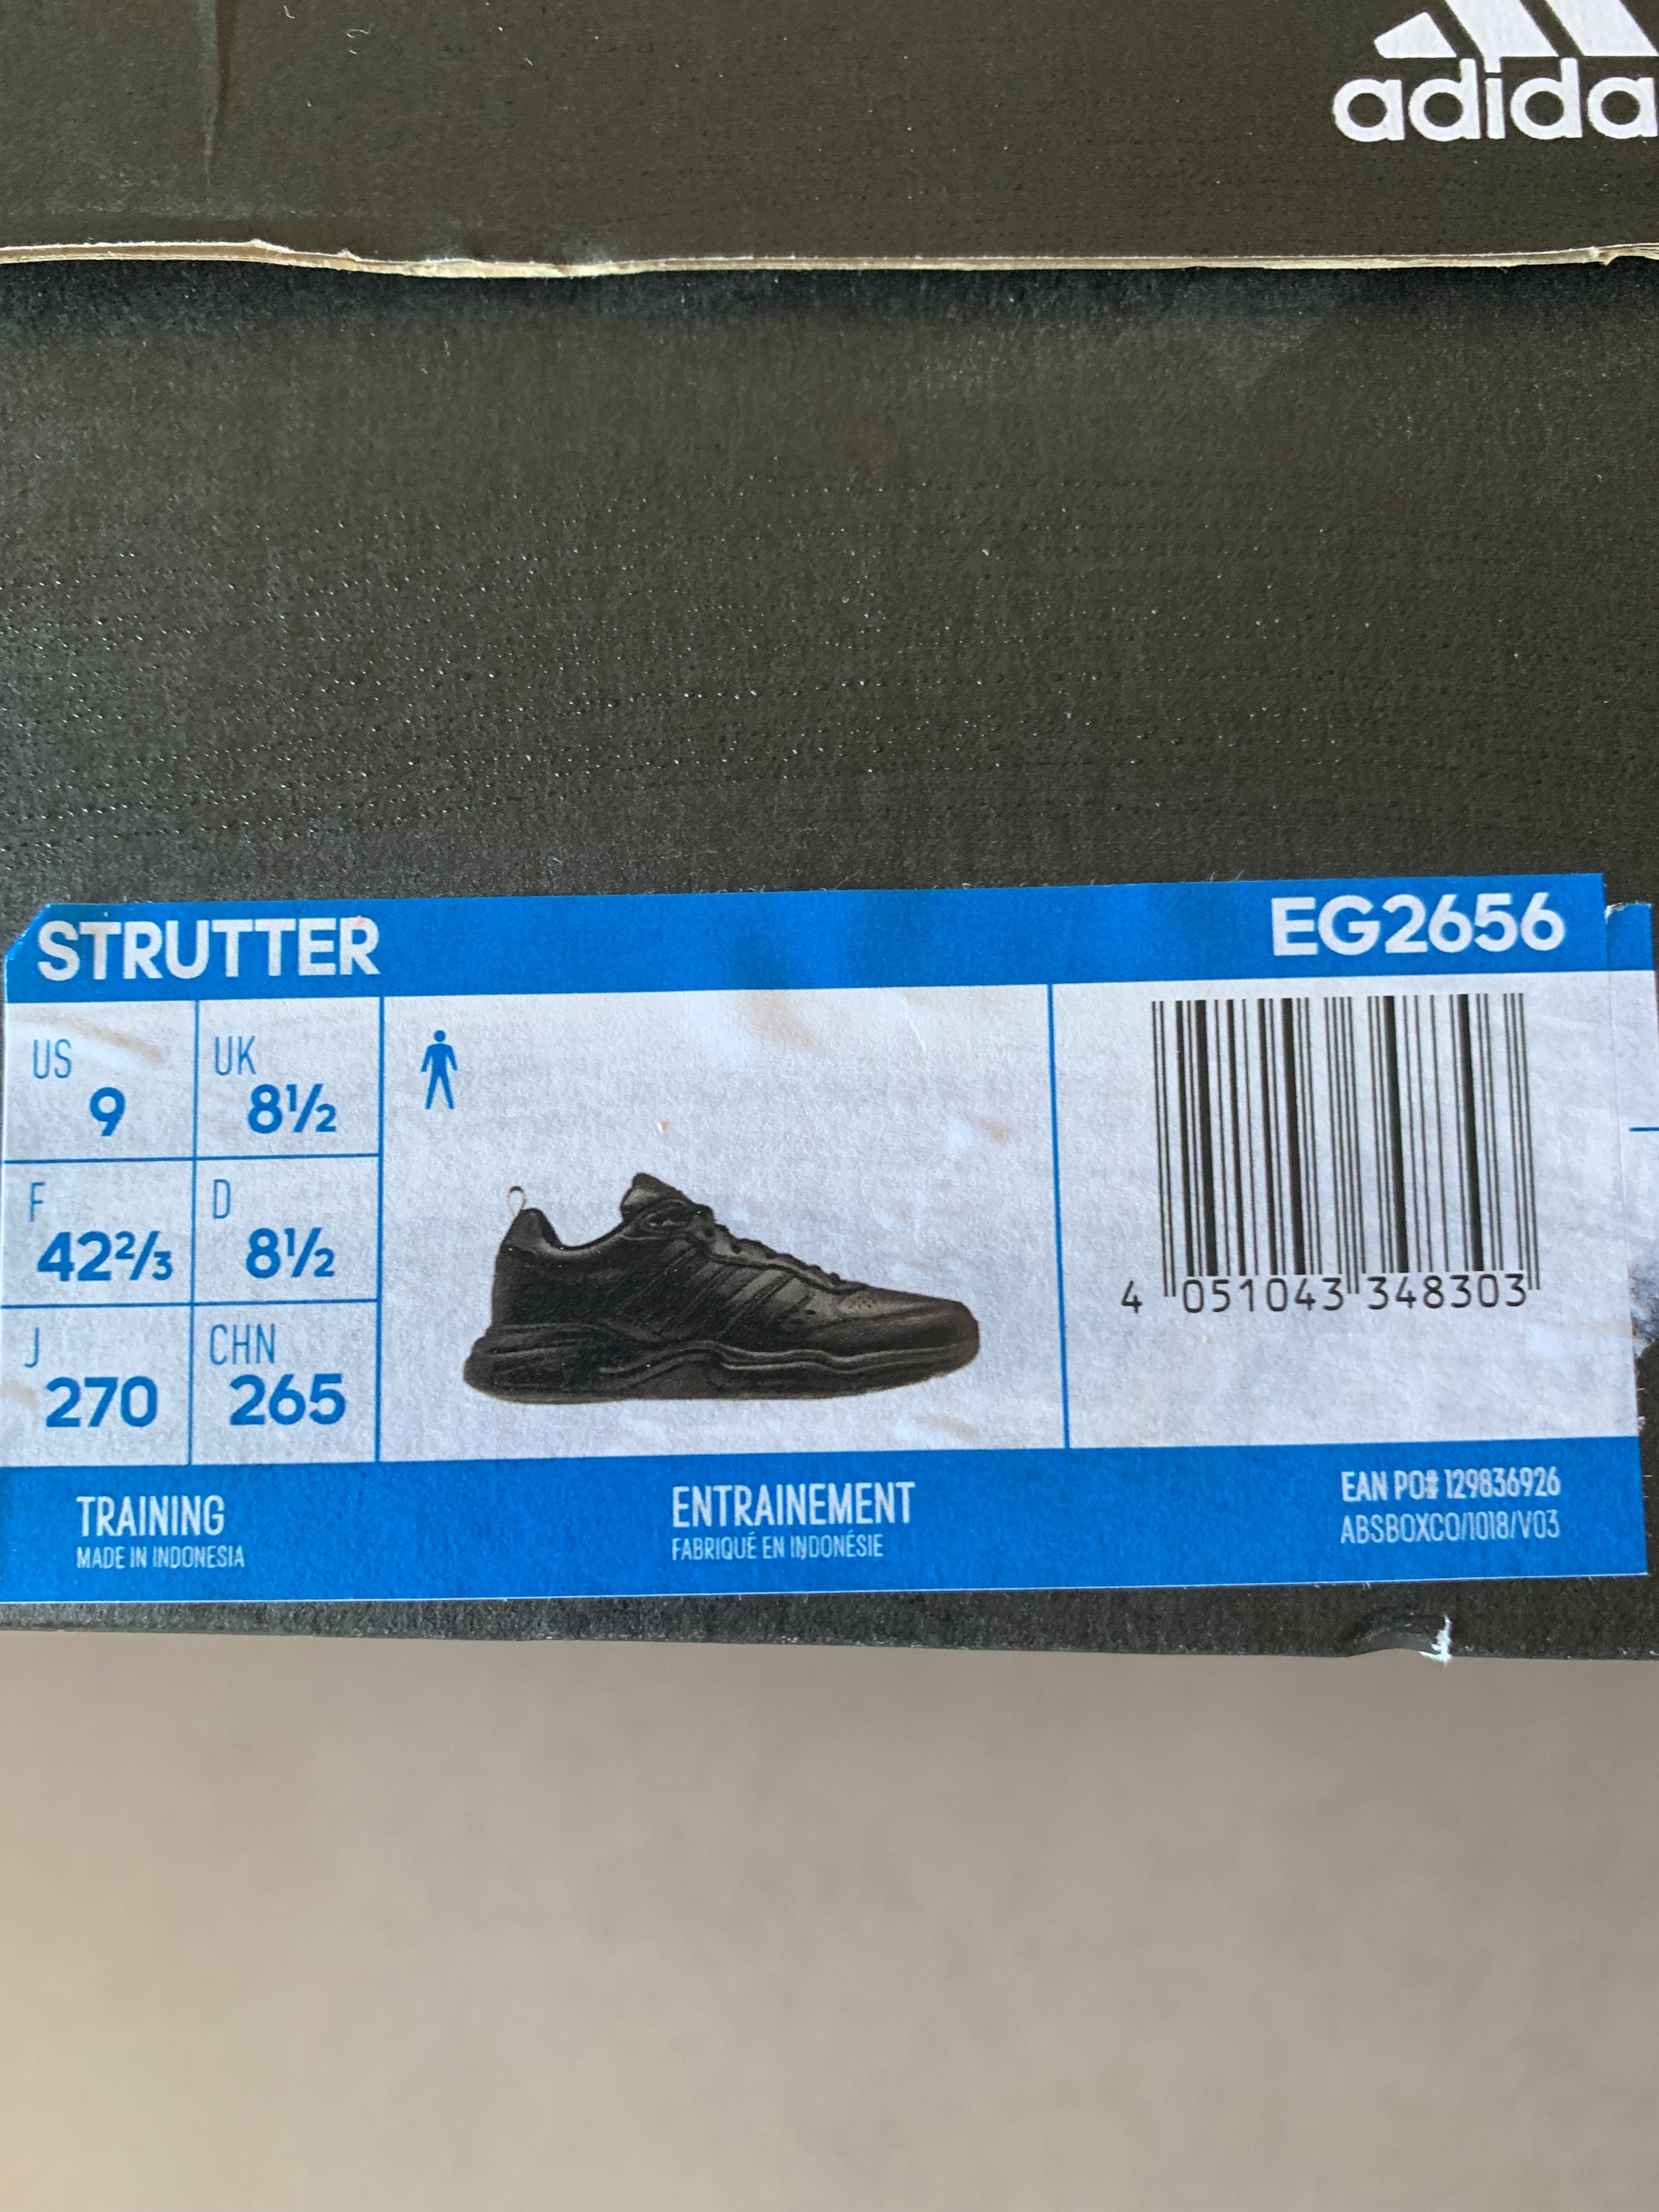 adida
STRUTTER
EG2656
US
9
UK
8½
F
42⅔
D
8½
J
270
CHN
265
4 051043 348303
TRAINING
MADE IN INDONESIA
ENTRAINEMENT
FABRIQUÉ EN INDONÉSIE
EAN PO# 129836926
ABSBOXCO/1018/V03